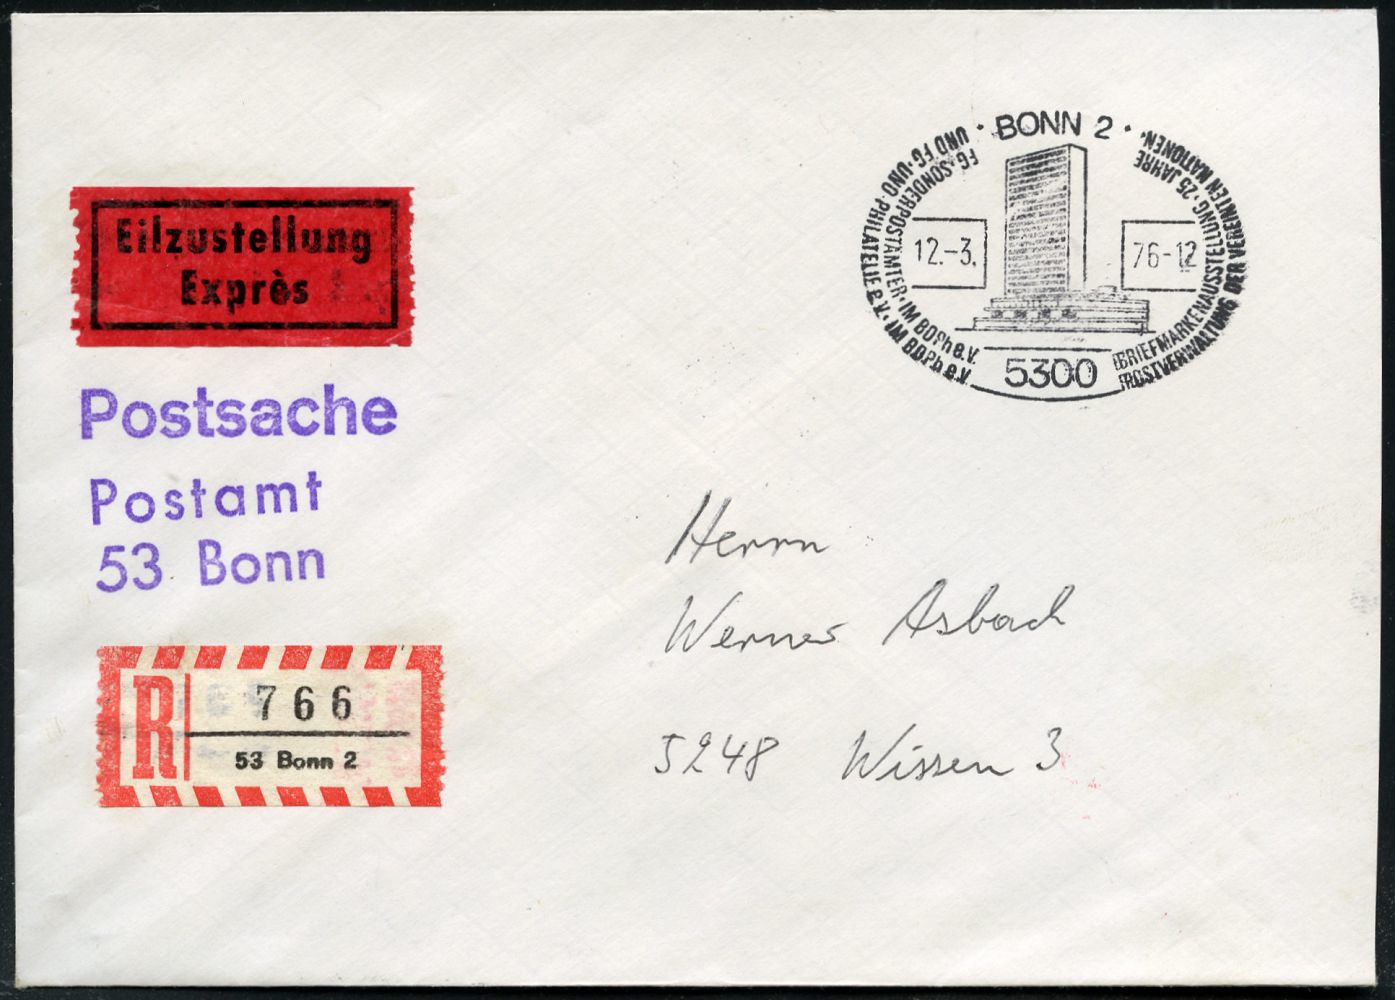 · BONN 2 ·
BRIEFMARKENAUSSTELLUNG · 25 JAHRE
POSTVERWALTUNG DER VEREINTEN NATIONEN.
FG · SONDERPOSTÄMTER · IM BDPh e.V.
UND FG · UNO-PHILATELIE e.V. · IM BDPh e.V.
12.-3.
76-12
5300
Eilzustellung
Exprès
Postsache
Postamt
53 Bonn
R
766
53 Bonn 2
Herrn
Werner Asbach
5248 Wissen 3